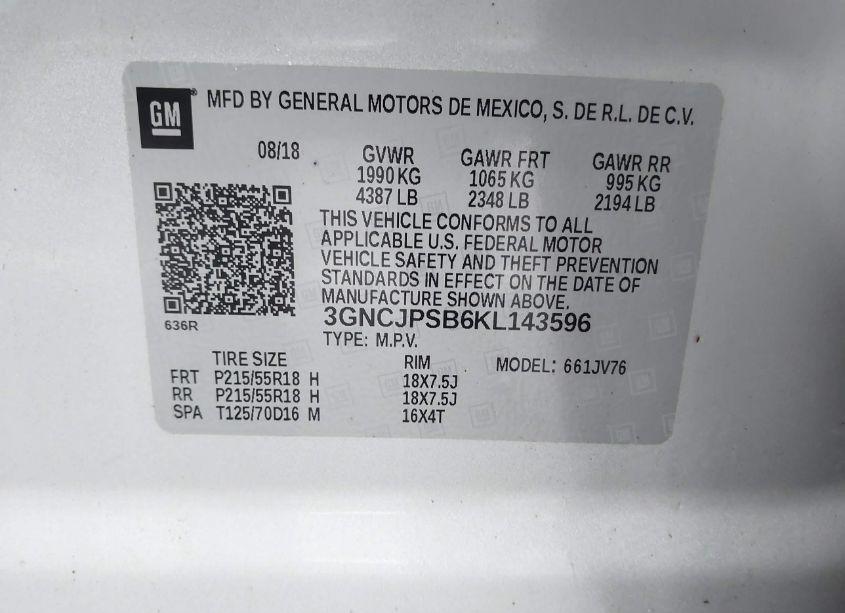 GM® MFD BY GENERAL MOTORS DE MEXICO, S. DE R.L. DE C.V.
08/18 GVWR GAWR FRT GAWR RR
1990 KG 1065 KG 995 KG
4387 LB 2348 LB 2194 LB
THIS VEHICLE CONFORMS TO ALL
APPLICABLE U.S. FEDERAL MOTOR
VEHICLE SAFETY AND THEFT PREVENTION
STANDARDS IN EFFECT ON THE DATE OF
MANUFACTURE SHOWN ABOVE.
636R
3GNCJPSB6KL143596
TYPE: M.P.V.
TIRE SIZE RIM MODEL: 661JV76
FRT P215/55R18 H 18X7.5J
RR P215/55R18 H 18X7.5J
SPA T125/70D16 M 16X4T